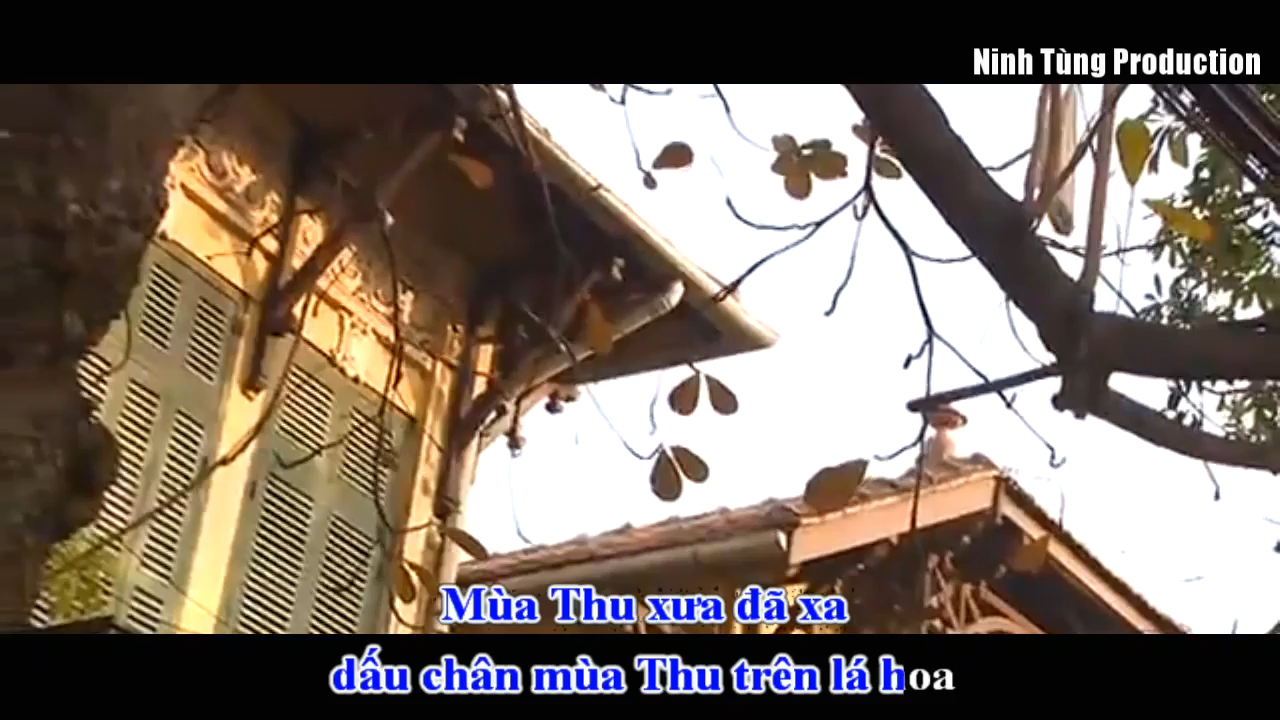 Ninh Tùng Production
Mùa Thu xưa đã xa
dấu chân mùa Thu trên lá hoa